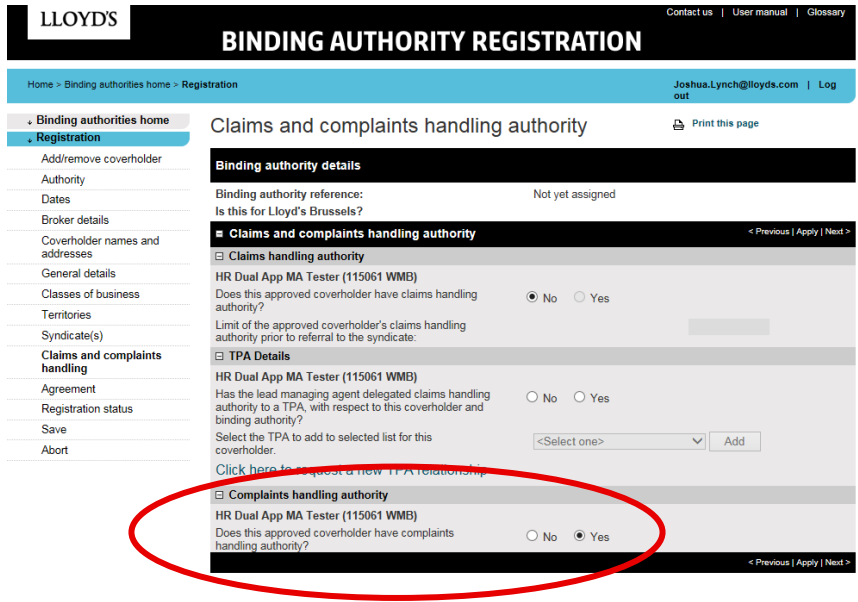 LLOYD'S
Contact us | User manual | Glossary
BINDING AUTHORITY REGISTRATION
Home > Binding authorities home > Registration
Joshua.Lynch@lloyds.com | Log
out
Binding authorities home
Registration
Add/remove coverholder
Authority
Dates
Broker details
Coverholder names and
addresses
General details
Classes of business
Territories
Syndicate(s)
Claims and complaints
handling
Agreement
Registration status
Save
Abort
Claims and complaints handling authority
Print this page
Binding authority details
Binding authority reference: Not yet assigned
Is this for Lloyd's Brussels?
Claims and complaints handling authority
< Previous | Apply | Next >
Claims handling authority
HR Dual App MA Tester (115061 WMB)
Does this approved coverholder have claims handling
authority?
No Yes
Limit of the approved coverholder's claims handling
authority prior to referral to the syndicate:
TPA Details
HR Dual App MA Tester (115061 WMB)
Has the lead managing agent delegated claims handling
authority to a TPA, with respect to this coverholder and
binding authority?
No Yes
Select the TPA to add to selected list for this
coverholder.
<Select one> Add
Click here to request a new TPA relationship
Complaints handling authority
HR Dual App MA Tester (115061 WMB)
Does this approved coverholder have complaints
handling authority?
No Yes
< Previous | Apply | Next >